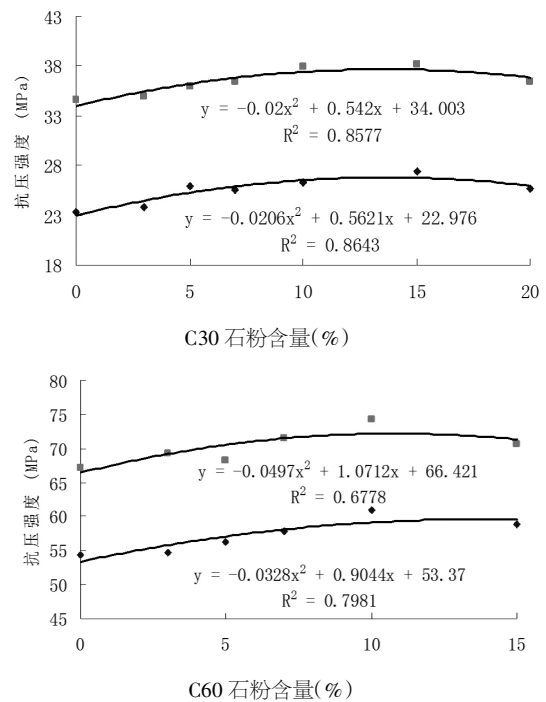 43
38
33
28
23
18
抗压强度 (MPa)
y = -0.02x² + 0.542x + 34.003
R² = 0.8577
y = -0.0206x² + 0.5621x + 22.976
R² = 0.8643
0 5 10 15 20
C30 石粉含量(%)
80
75
70
65
60
55
50
45
抗压强度 (MPa)
y = -0.0497x² + 1.0712x + 66.421
R² = 0.6778
y = -0.0328x² + 0.9044x + 53.37
R² = 0.7981
0 5 10 15
C60 石粉含量(%)